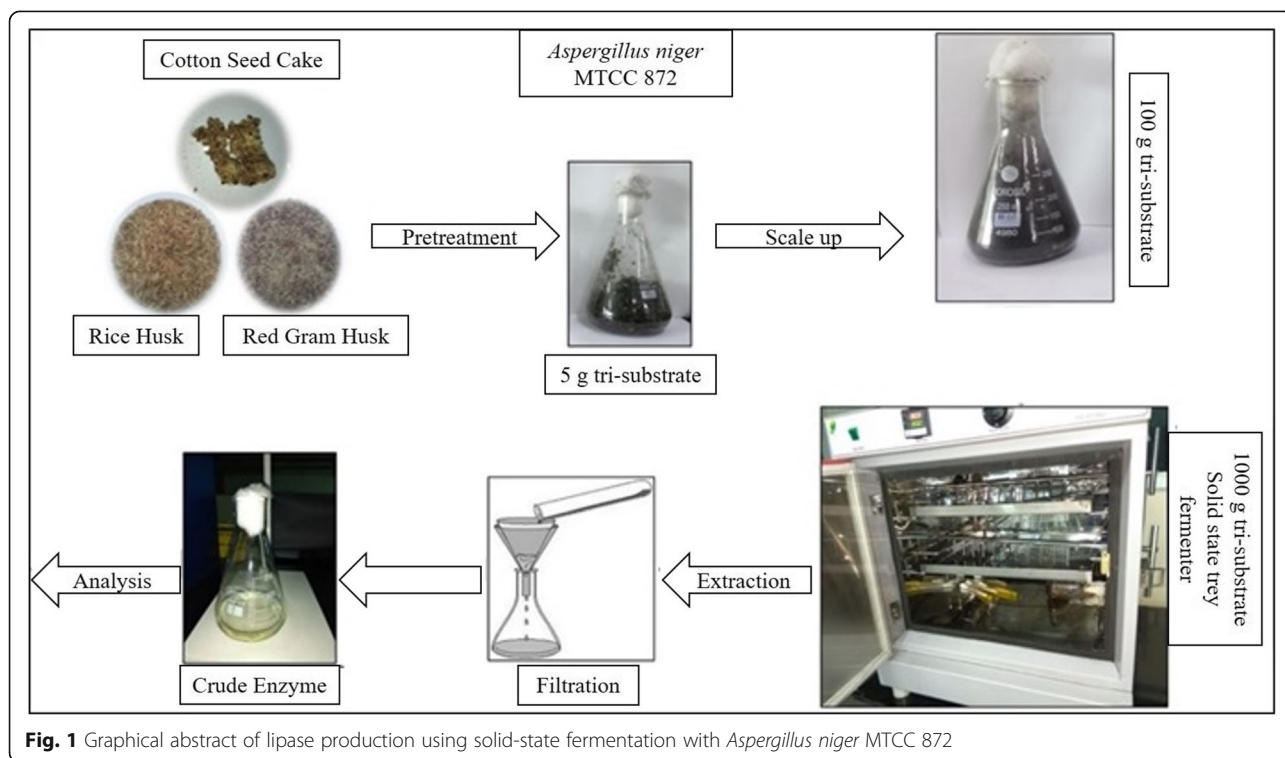 Cotton Seed Cake
Aspergillus niger
MTCC 872
100 g tri-substrate
Pretreatment
Scale up
Rice Husk
Red Gram Husk
5 g tri-substrate
1000 g tri-substrate
Solid state trey
fermenter
Analysis
Extraction
Crude Enzyme
Filtration
Fig. 1 Graphical abstract of lipase production using solid-state fermentation with Aspergillus niger MTCC 872